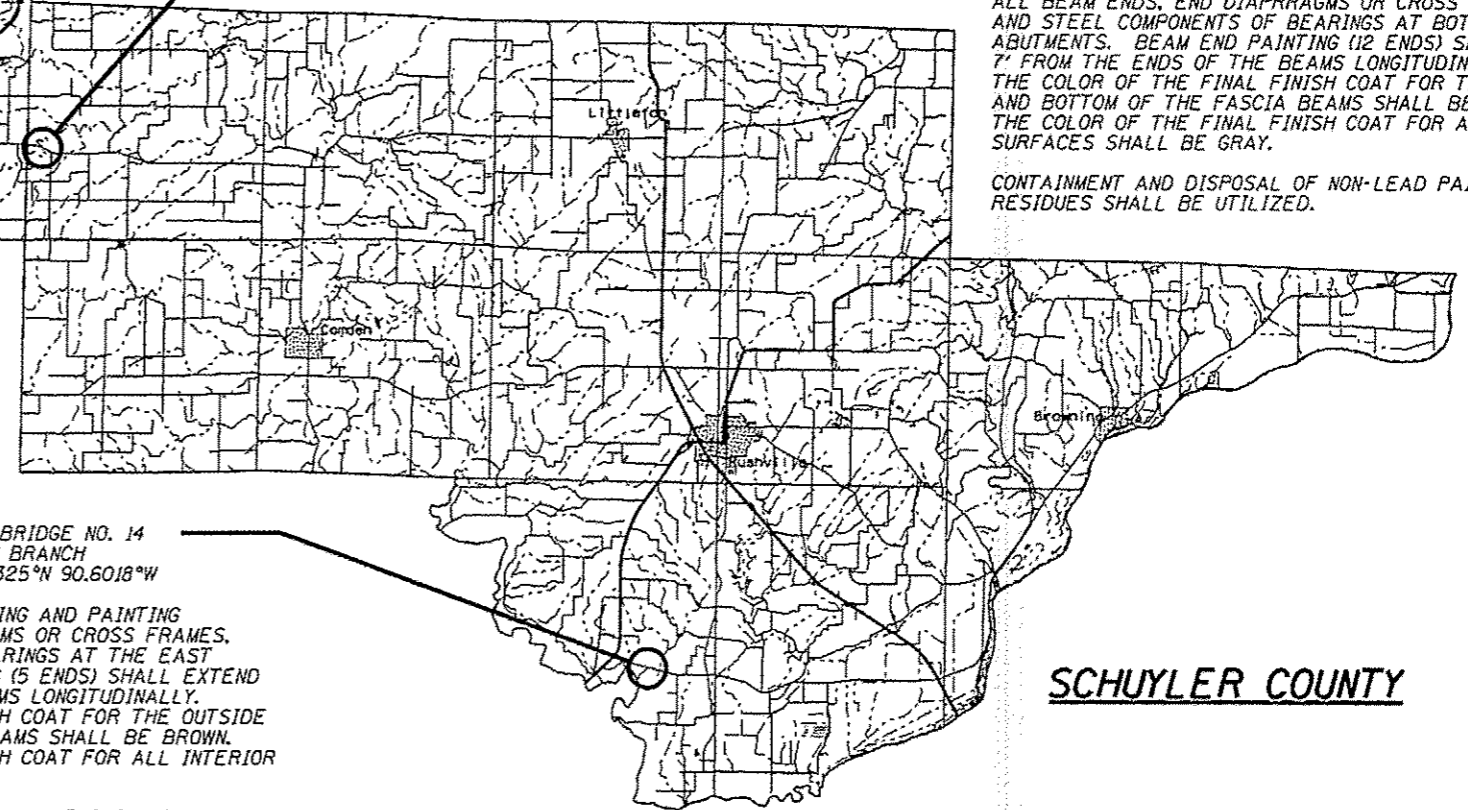 ALL BEAM ENDS, END DIAPHRAGMS OR CROSS
AND STEEL COMPONENTS OF BEARINGS AT BOT
ABUTMENTS. BEAM END PAINTING (12 ENDS) S
7' FROM THE ENDS OF THE BEAMS LONGITUDIN
THE COLOR OF THE FINAL FINISH COAT FOR T
AND BOTTOM OF THE FASCIA BEAMS SHALL BE
THE COLOR OF THE FINAL FINISH COAT FOR A
SURFACES SHALL BE GRAY.
CONTAINMENT AND DISPOSAL OF NON-LEAD PA
RESIDUES SHALL BE UTILIZED.
Littleton
Camden
Browning
Rushville
BRIDGE NO. 14
BRANCH
325°N 90.6018°W
ING AND PAINTING
MS OR CROSS FRAMES,
RINGS AT THE EAST
(5 ENDS) SHALL EXTEND
MS LONGITUDINALLY.
H COAT FOR THE OUTSIDE
AMS SHALL BE BROWN.
H COAT FOR ALL INTERIOR
SCHUYLER COUNTY